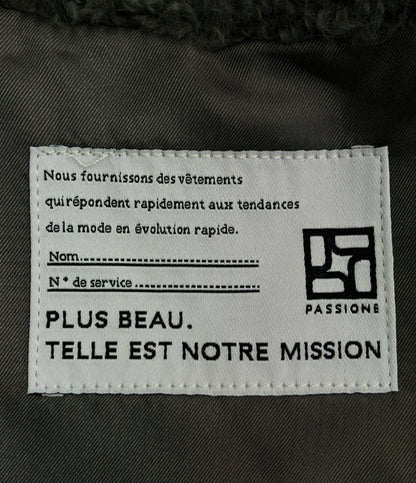 Nous fournissons des vêtements
quirépondent rapidement aux tendances
de la mode en évolution rapide.
Nom
N° de service
PASSIONE
PLUS BEAU.
TELLE EST NOTRE MISSION